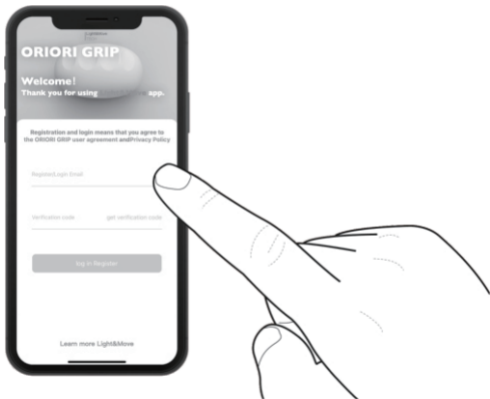 ORIORI GRIP
Welcome!
Thank you for using app.
Registration and login means that you agree to
the ORIORI GRIP user agreement andPrivacy Policy
Register/Login Email
Verification code get verification code
log in Register
Learn more Light&Move